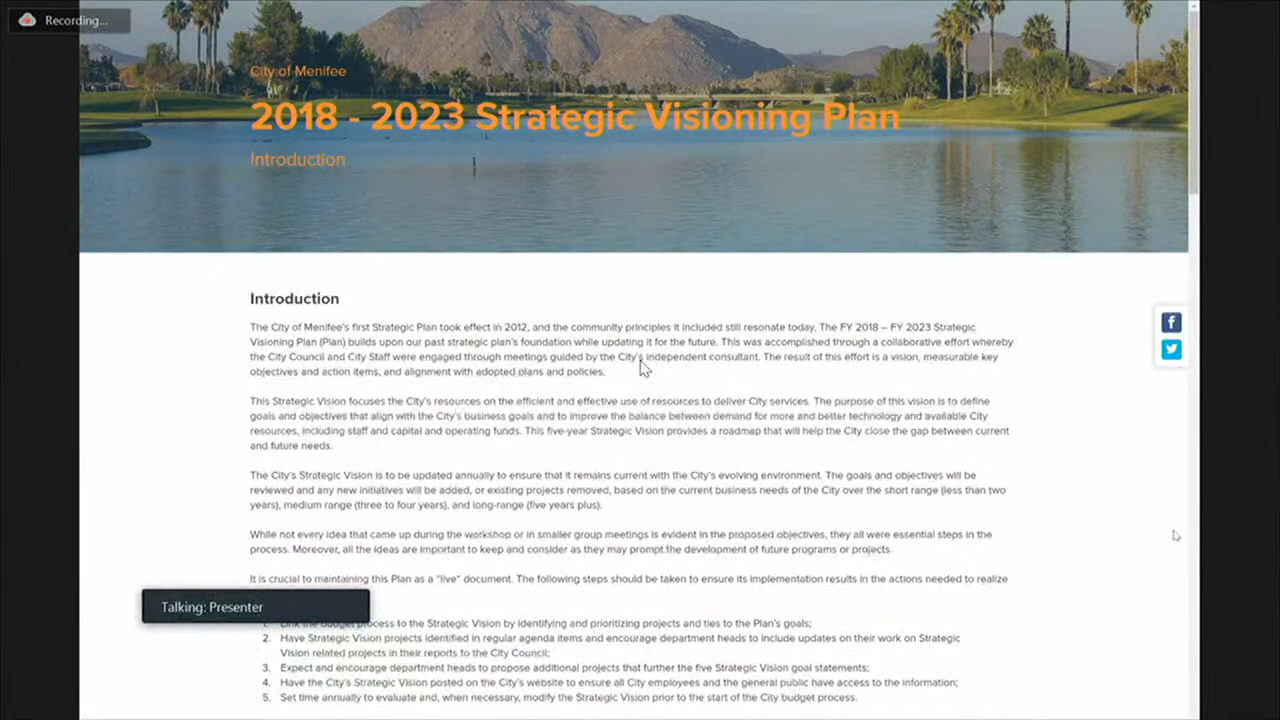 Recording...
City of Menifee
2018 - 2023 Strategic Visioning Plan
Introduction
Introduction
The City of Menifee's first Strategic Plan took effect in 2012, and the community principles it included still resonate today. The FY 2018 – FY 2023 Strategic
Visioning Plan (Plan) builds upon our past strategic plan's foundation while updating it for the future. This was accomplished through a collaborative effort whereby
the City Council and City Staff were engaged through meetings guided by the City's independent consultant. The result of this effort is a vision, measurable key
objectives and action items, and alignment with adopted plans and policies.
This Strategic Vision focuses the City's resources on the efficient and effective use of resources to deliver City services. The purpose of this vision is to define
goals and objectives that align with the City's business goals and to improve the balance between demand for more and better technology and available City
resources, including staff and capital and operating funds. This five-year Strategic Vision provides a roadmap that will help the City close the gap between current
and future needs.
The City's Strategic Vision is to be updated annually to ensure that it remains current with the City's evolving environment. The goals and objectives will be
reviewed and any new initiatives will be added, or existing projects removed, based on the current business needs of the City over the short range (less than two
years), medium range (three to four years), and long-range (five years plus).
While not every idea that came up during the workshop or in smaller group meetings is evident in the proposed objectives, they all were essential steps in the
process. Moreover, all the ideas are important to keep and consider as they may prompt the development of future programs or projects.
It is crucial to maintaining this Plan as a "live" document. The following steps should be taken to ensure its implementation results in the actions needed to realize
Talking: Presenter
1. Link the budget process to the Strategic Vision by identifying and prioritizing projects and ties to the Plan's goals;
2. Have Strategic Vision projects identified in regular agenda items and encourage department heads to include updates on their work on Strategic
Vision related projects in their reports to the City Council;
3. Expect and encourage department heads to propose additional projects that further the five Strategic Vision goal statements;
4. Have the City's Strategic Vision posted on the City's website to ensure all City employees and the general public have access to the information;
5. Set time annually to evaluate and, when necessary, modify the Strategic Vision prior to the start of the City budget process.